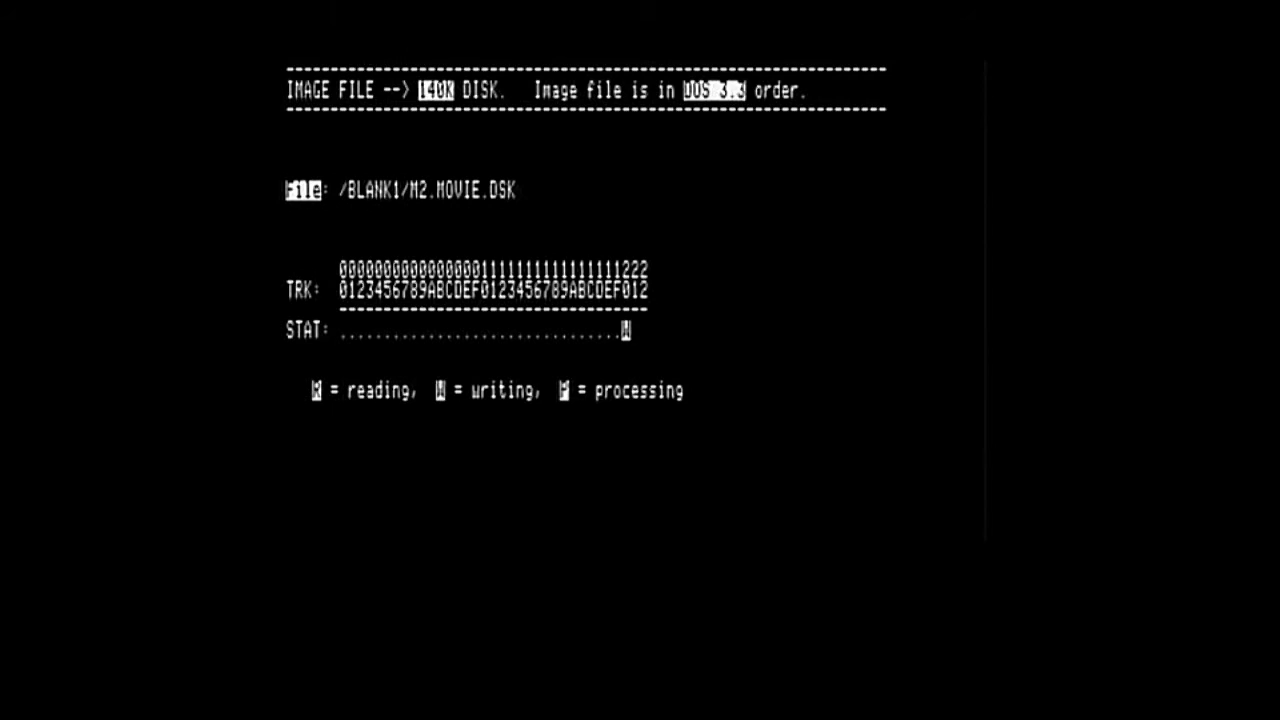 --------------------------------------------------------------------
IMAGE FILE --> 140K DISK.   Image file is in DOS 3.3 order.
--------------------------------------------------------------------
File: /BLANK1/M2.MOVIE.DSK
00000000000000001111111111111111222
TRK: 0123456789ABCDEF0123456789ABCDEF012
-----------------------------------
STAT: ................................W
R = reading,  W = writing,  P = processing